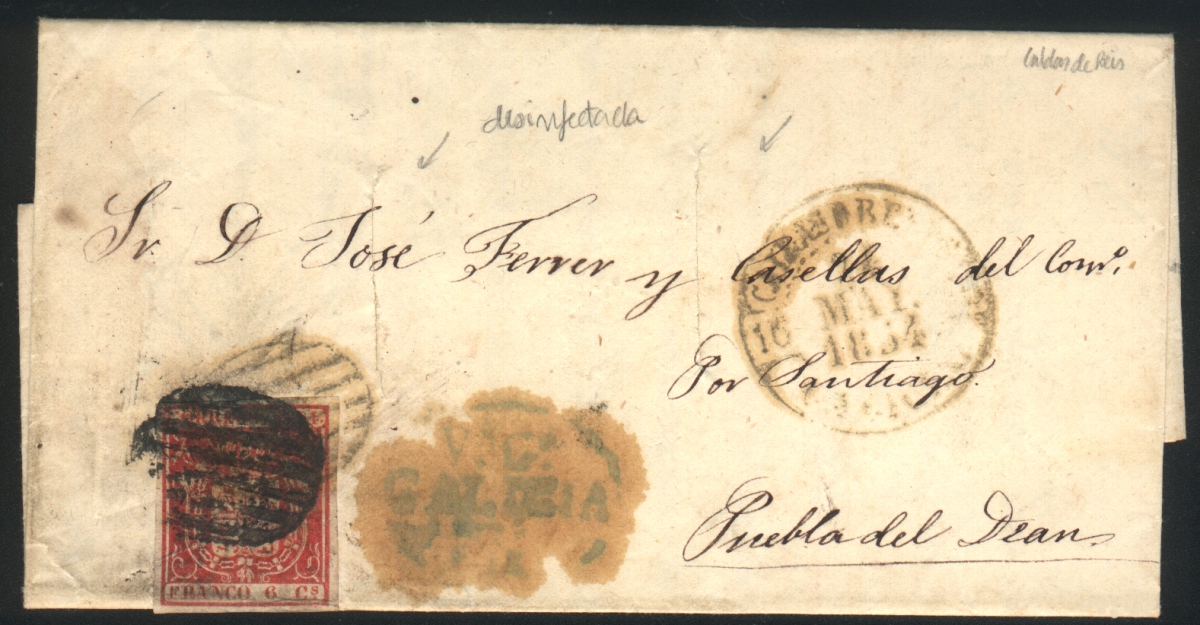 Caldas de Reis
desinfectada
Sr. D. José Ferrer y Casellas del Comº.
16
MAY.
1854
Por Santiago.
GALICIA
Puebla del Dean
FRANCO 6 Cs